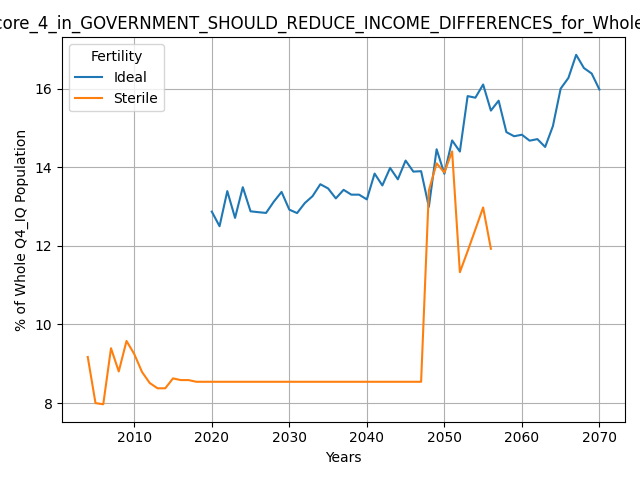 core_4_in_GOVERNMENT_SHOULD_REDUCE_INCOME_DIFFERENCES_for_Whole
Fertility
Ideal
Sterile
% of Whole Q4_IQ Population
16
14
12
10
8
2010 2020 2030 2040 2050 2060 2070
Years